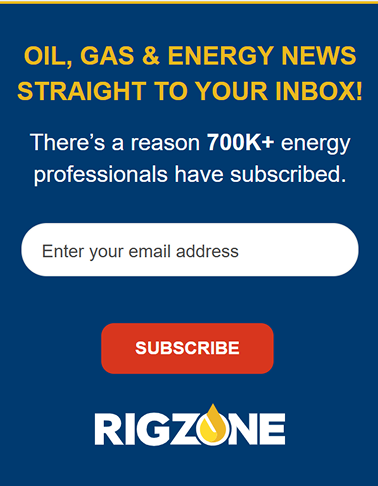 OIL, GAS & ENERGY NEWS
STRAIGHT TO YOUR INBOX!
There’s a reason 700K+ energy
professionals have subscribed.
Enter your email address
SUBSCRIBE
RIGZONE